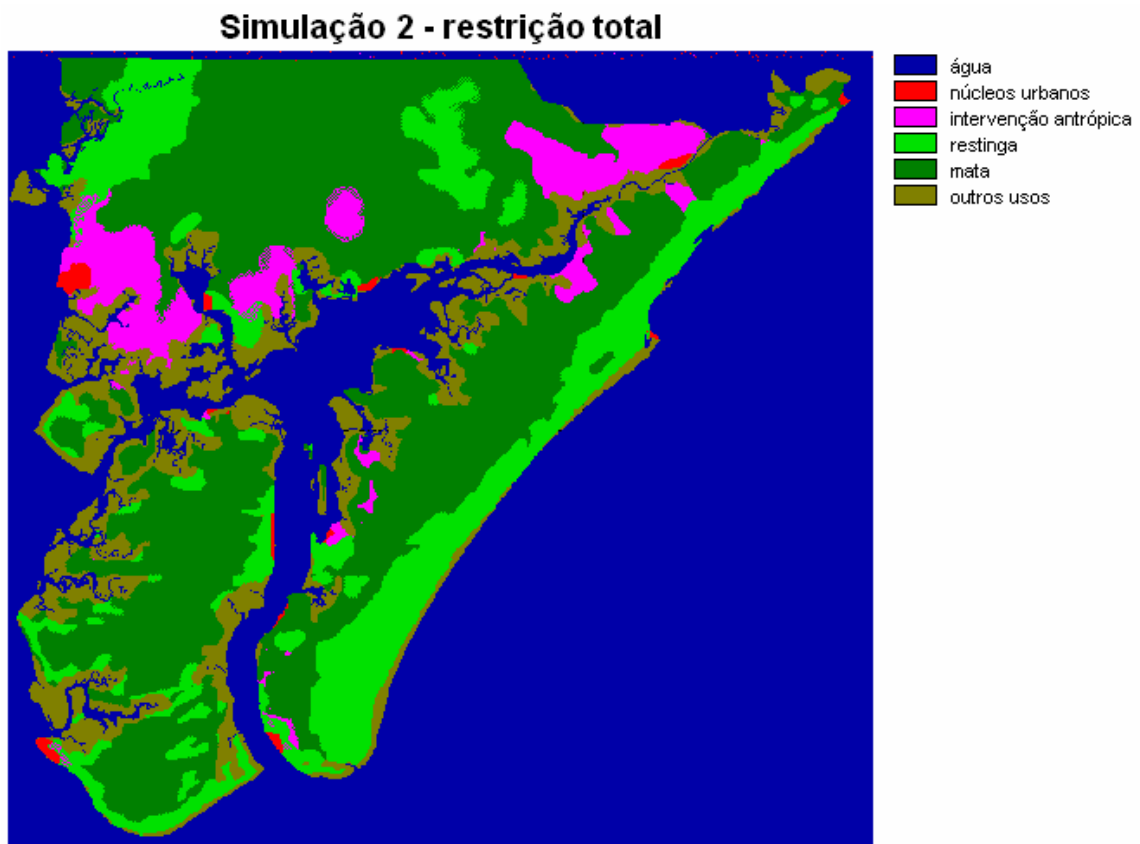 Simulação 2 - restrição total
água
núcleos urbanos
intervenção antrópica
restinga
mata
outros usos